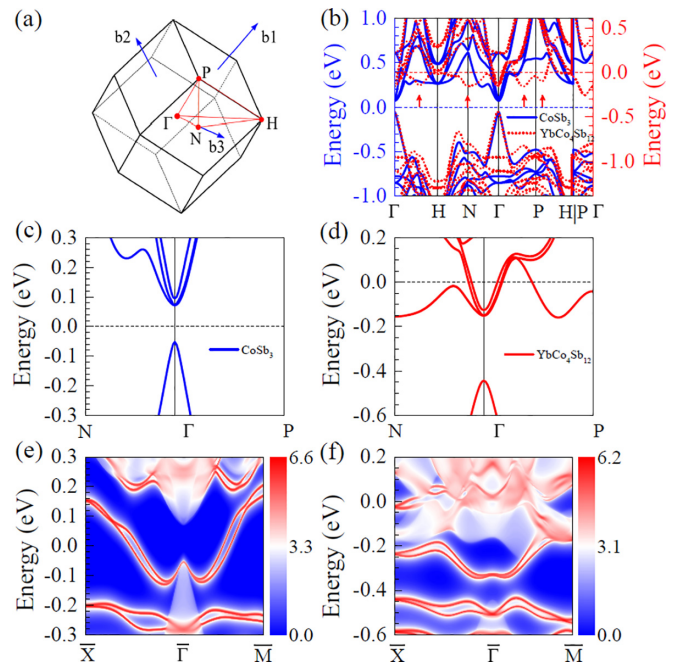 (a)
b2
b1
P
Γ
N
b3
H
(b)
Energy (eV)
1.0
0.5
0.0
-0.5
-1.0
CoSb3
YbCo4Sb12
0.5
0.0
-0.5
-1.0
Energy (eV)
Γ H N Γ P H|P Γ
(c)
Energy (eV)
0.3
0.2
0.1
0.0
-0.1
-0.2
-0.3
CoSb3
N Γ P
(d)
Energy (eV)
0.2
0.0
-0.2
-0.4
-0.6
YbCo4Sb12
N Γ P
(e)
Energy (eV)
0.3
0.2
0.1
0.0
-0.1
-0.2
-0.3
6.6
3.3
0.0
X̅ Γ̅ M̅
(f)
Energy (eV)
0.2
0.0
-0.2
-0.4
-0.6
6.2
3.1
0.0
X̅ Γ̅ M̅